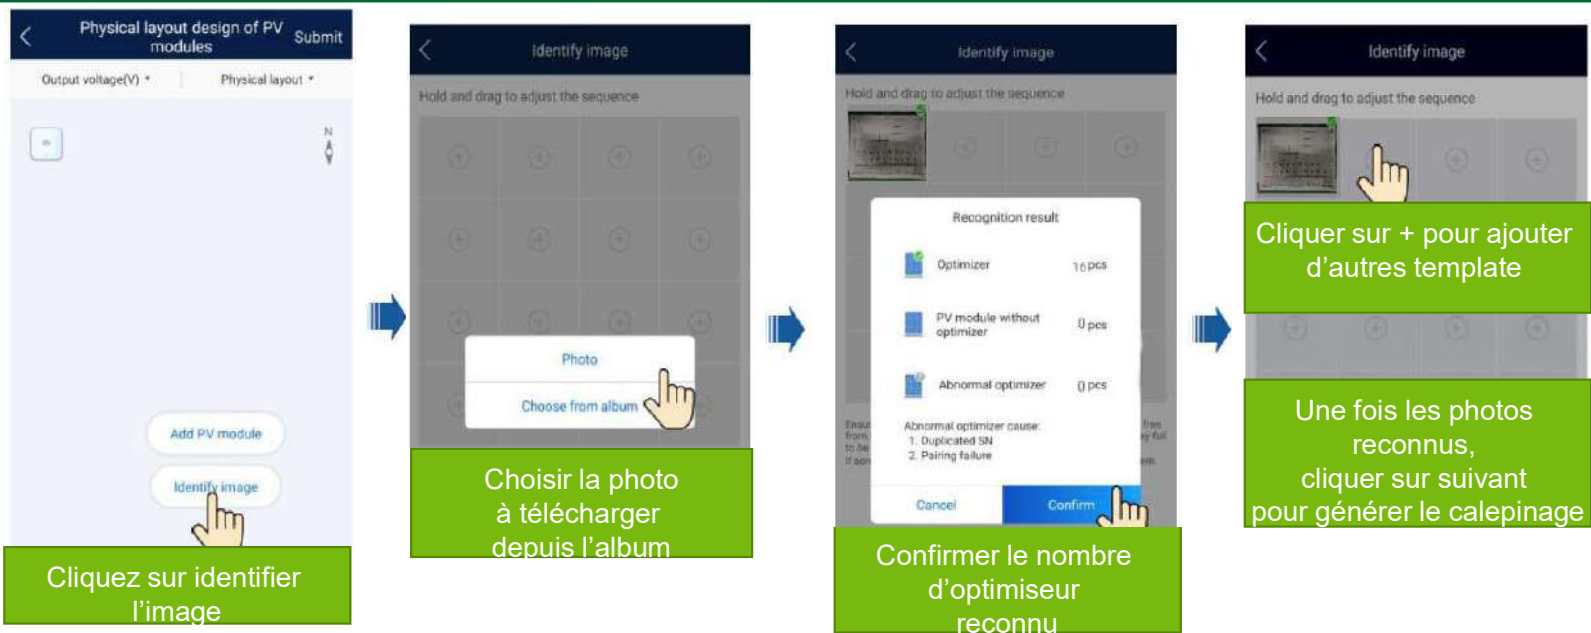 Physical layout design of PV
modules
Submit
Output voltage(V)
Physical layout
N
Add PV module
Identify image
Cliquez sur identifier
l’image
Identify image
Hold and drag to adjust the sequence
Photo
Choose from album
Choisir la photo
à télécharger
depuis l’album
Identify image
Hold and drag to adjust the sequence
Recognition result
Optimizer 16 pcs
PV module without
optimizer
0 pcs
Abnormal optimizer 0 pcs
Abnormal optimizer cause:
1. Duplicated SN
2. Pairing failure
Cancel
Confirm
Confirmer le nombre
d’optimiseur
reconnu
Identify image
Hold and drag to adjust the sequence
Cliquer sur + pour ajouter
d’autres template
Une fois les photos
reconnus,
cliquer sur suivant
pour générer le calepinage